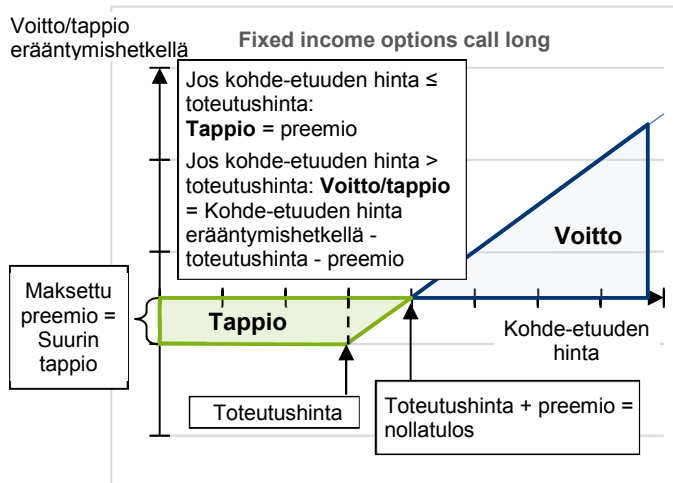 Voitto/tappio
erääntymishetkellä
Fixed income options call long
Jos kohde-etuuden hinta ≤
toteutushinta:
Tappio = preemio
Jos kohde-etuuden hinta >
toteutushinta: Voitto/tappio
= Kohde-etuuden hinta
erääntymishetkellä -
toteutushinta - preemio
Voitto
Maksettu
preemio =
Suurin
tappio
Tappio
Kohde-etuuden
hinta
Toteutushinta
Toteutushinta + preemio =
nollatulos